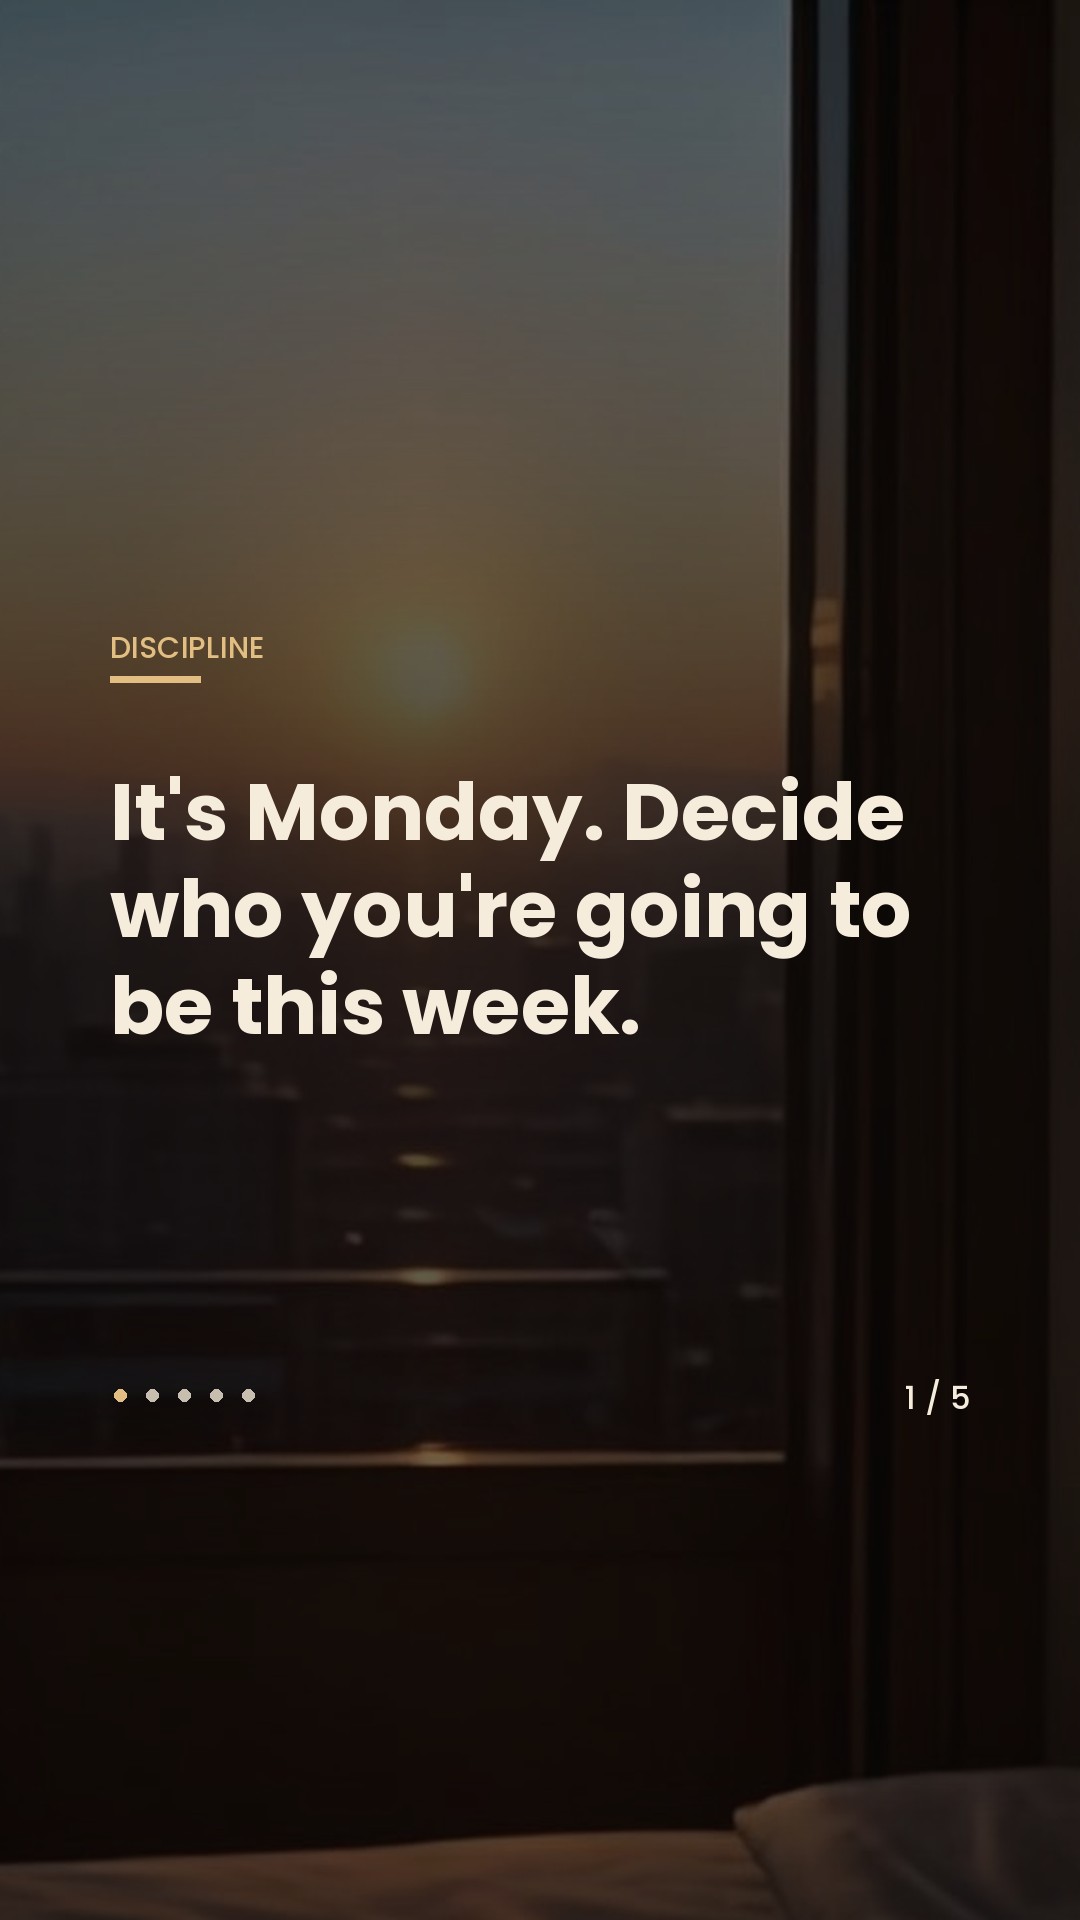 DISCIPLINE
It's Monday. Decide
who you're going to
be this week.
1 / 5